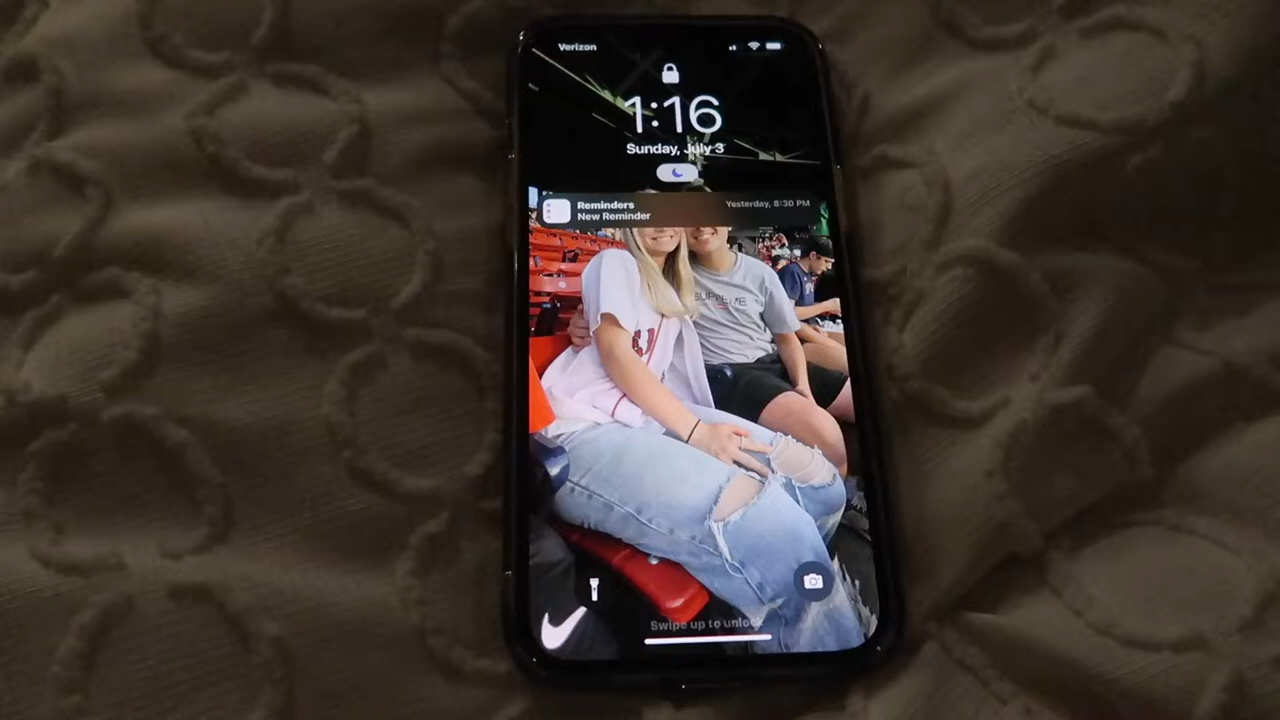 Verizon
1:16
Sunday, July 3
Reminders
Yesterday, 8:30 PM
New Reminder
SUPREME
Swipe up to unlock